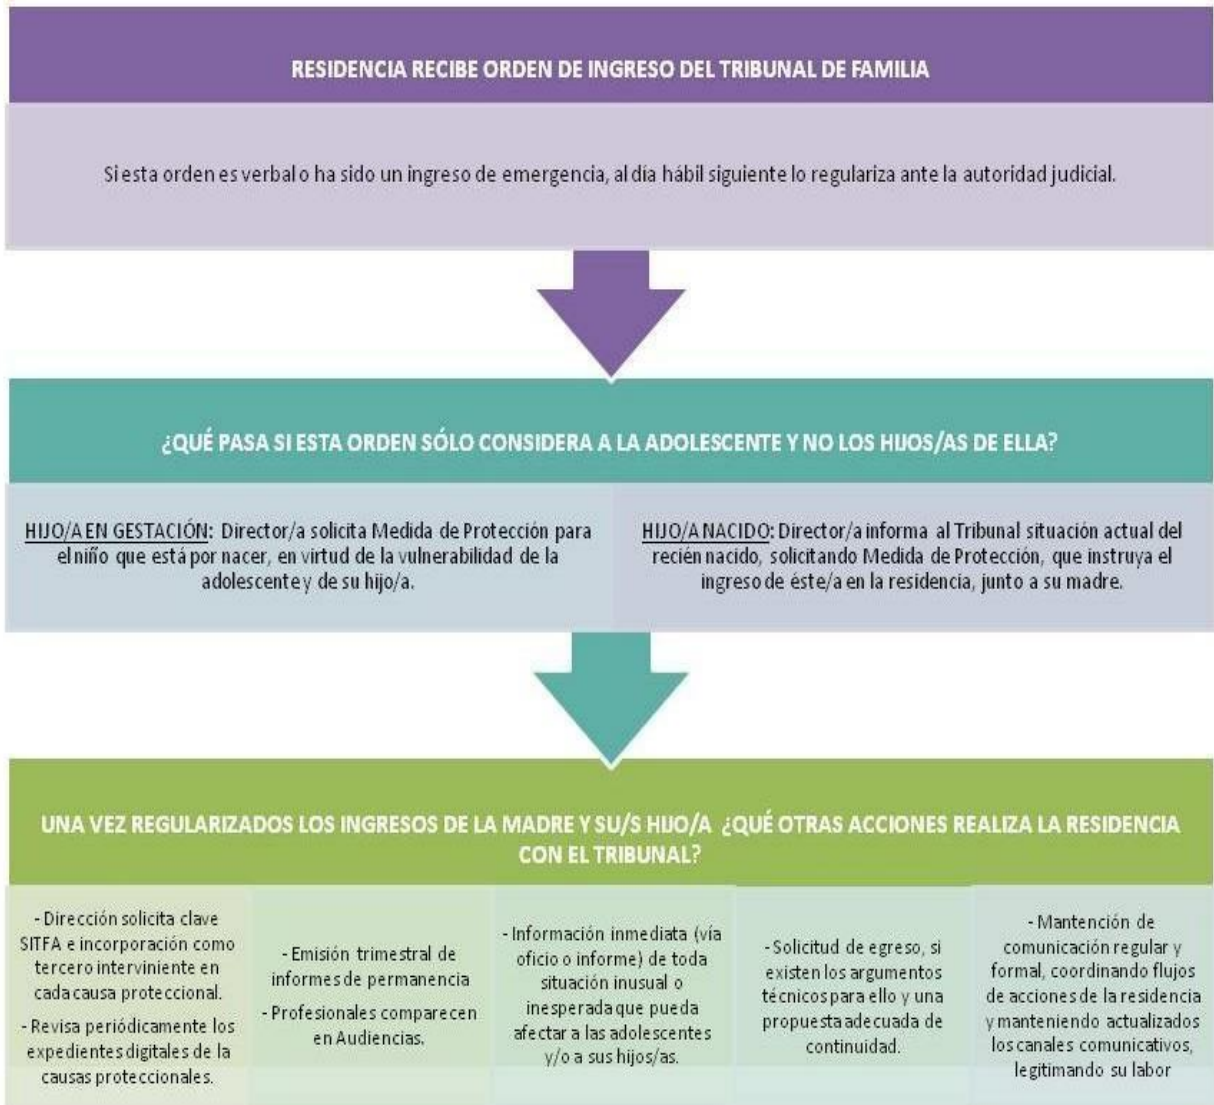 RESIDENCIA RECIBE ORDEN DE INGRESO DEL TRIBUNAL DE FAMILIA
Si esta orden es verbal o ha sido un ingreso de emergencia, al día hábil siguiente lo regulariza ante la autoridad judicial.
¿QUÉ PASA SI ESTA ORDEN SÓLO CONSIDERA A LA ADOLESCENTE Y NO LOS HIJOS/AS DE ELLA?
HIJO/A EN GESTACIÓN: Director/a solicita Medida de Protección para
el niño que está por nacer, en virtud de la vulnerabilidad de la
adolescente y de su hijo/a.
HIJO/A NACIDO: Director/a informa al Tribunal situación actual del
recién nacido, solicitando Medida de Protección, que instruya el
ingreso de éste/a en la residencia, junto a su madre.
UNA VEZ REGULARIZADOS LOS INGRESOS DE LA MADRE Y SU/S HIJO/A ¿QUÉ OTRAS ACCIONES REALIZA LA RESIDENCIA
CON EL TRIBUNAL?
- Dirección solicita clave
SITFA e incorporación como
tercero interviniente en
cada causa proteccional.
- Revisa periódicamente los
expedientes digitales de la
causas proteccionales.
- Emisión trimestral de
informes de permanencia
- Profesionales comparecen
en Audiencias.
- Información inmediata (vía
oficio o informe) de toda
situación inusual o
inesperada que pueda
afectar a las adolescentes
y/o a sus hijos/as.
- Solicitud de egreso, si
existen los argumentos
técnicos para ello y una
propuesta adecuada de
continuidad.
- Mantención de
comunicación regular y
formal, coordinando flujos
de acciones de la residencia
y manteniendo actualizados
los canales comunicativos,
legitimando su labor